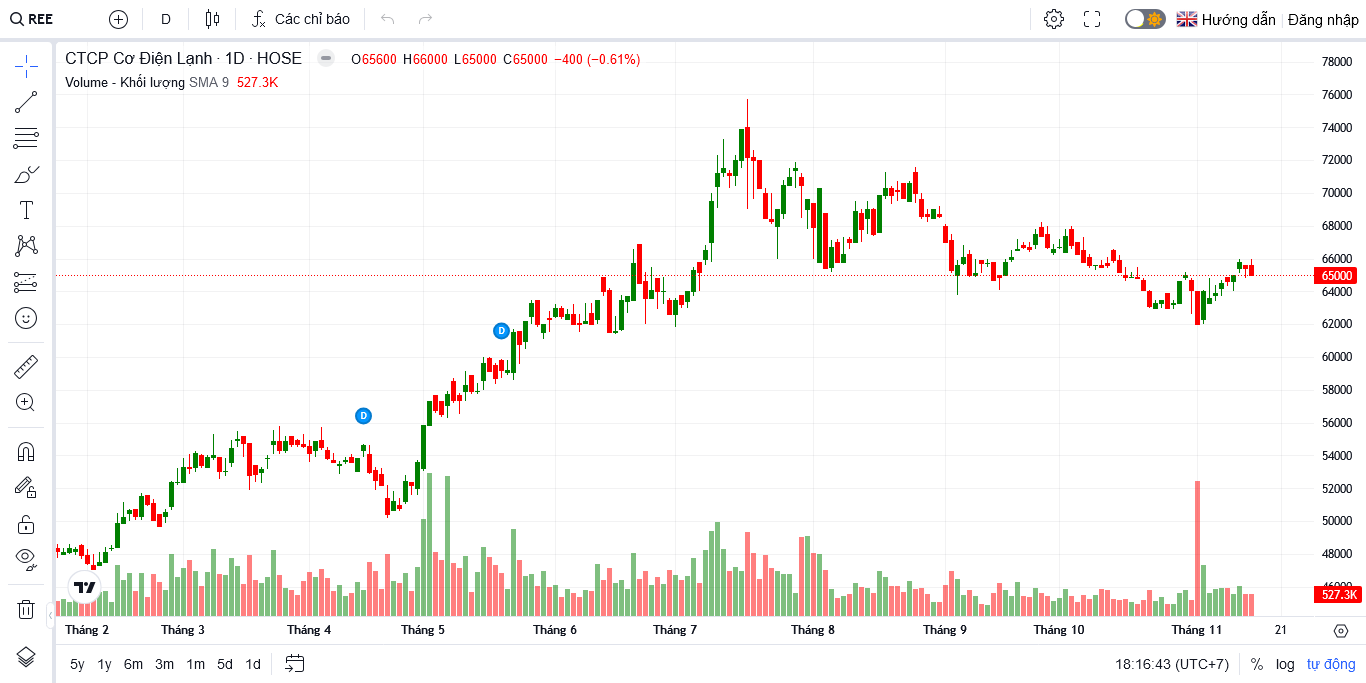 REE D Các chỉ báo Hướng dẫn Đăng nhập
CTCP Cơ Điện Lạnh · 1D · HOSE O65600 H66000 L65000 C65000 −400 (−0.61%)
Volume - Khối lượng SMA 9 527.3K
78000
76000
74000
72000
70000
68000
66000
65000
64000
62000
60000
58000
56000
54000
52000
50000
48000
46000
527.3K
D
D
Tháng 2 Tháng 3 Tháng 4 Tháng 5 Tháng 6 Tháng 7 Tháng 8 Tháng 9 Tháng 10 Tháng 11 21
5y 1y 6m 3m 1m 5d 1d 18:16:43 (UTC+7) % log tự động